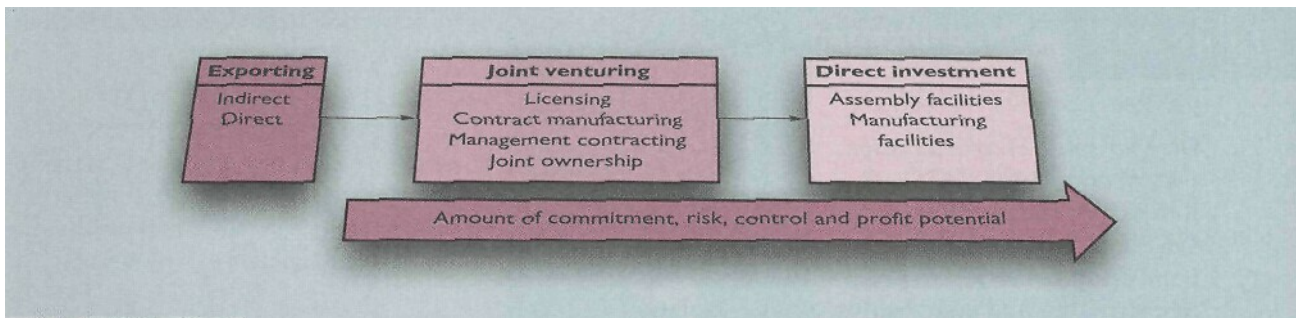 Exporting
Indirect
Direct
Joint venturing
Licensing
Contract manufacturing
Management contracting
Joint ownership
Direct investment
Assembly facilities
Manufacturing
facilities
Amount of commitment, risk, control and profit potential